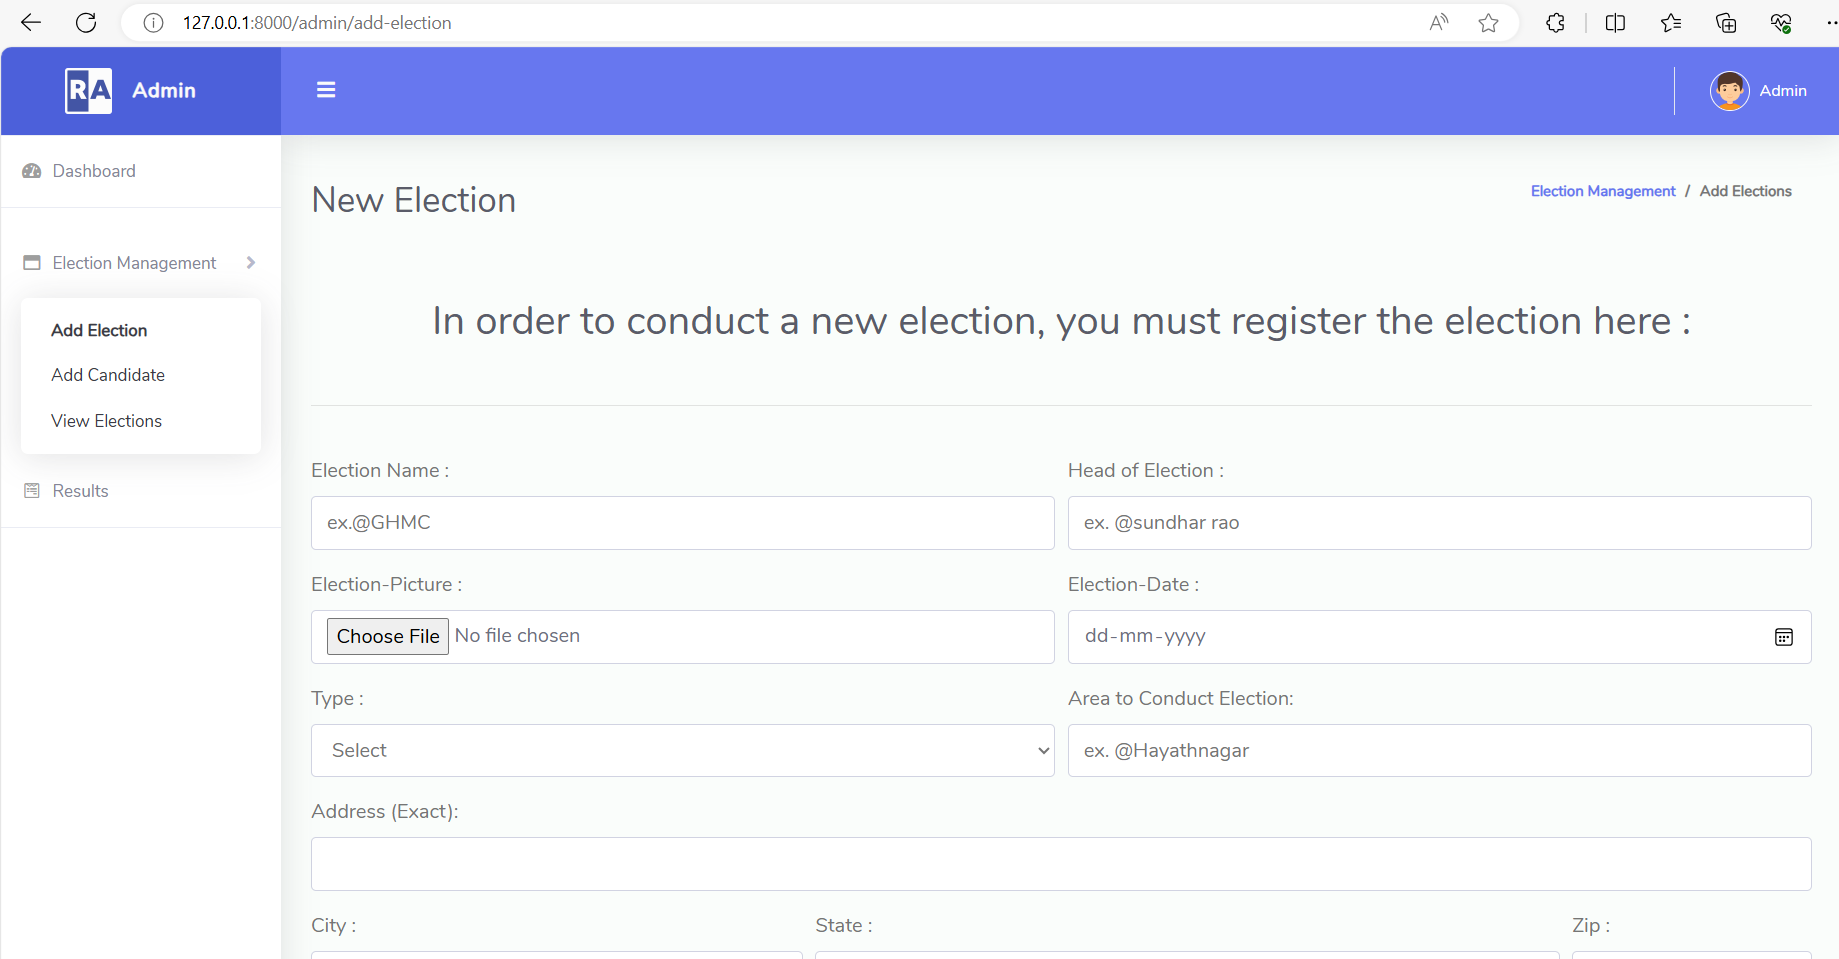 127.0.0.1:8000/admin/add-election
RA Admin
Admin
Dashboard
New Election
Election Management / Add Elections
Election Management
In order to conduct a new election, you must register the election here :
Add Election
Add Candidate
View Elections
Results
Election Name :
Head of Election :
ex.@GHMC
ex. @sundhar rao
Election-Picture :
Election-Date :
Choose File No file chosen
dd-mm-yyyy
Type :
Area to Conduct Election:
Select
ex. @Hayathnagar
Address (Exact):
City :
State :
Zip :